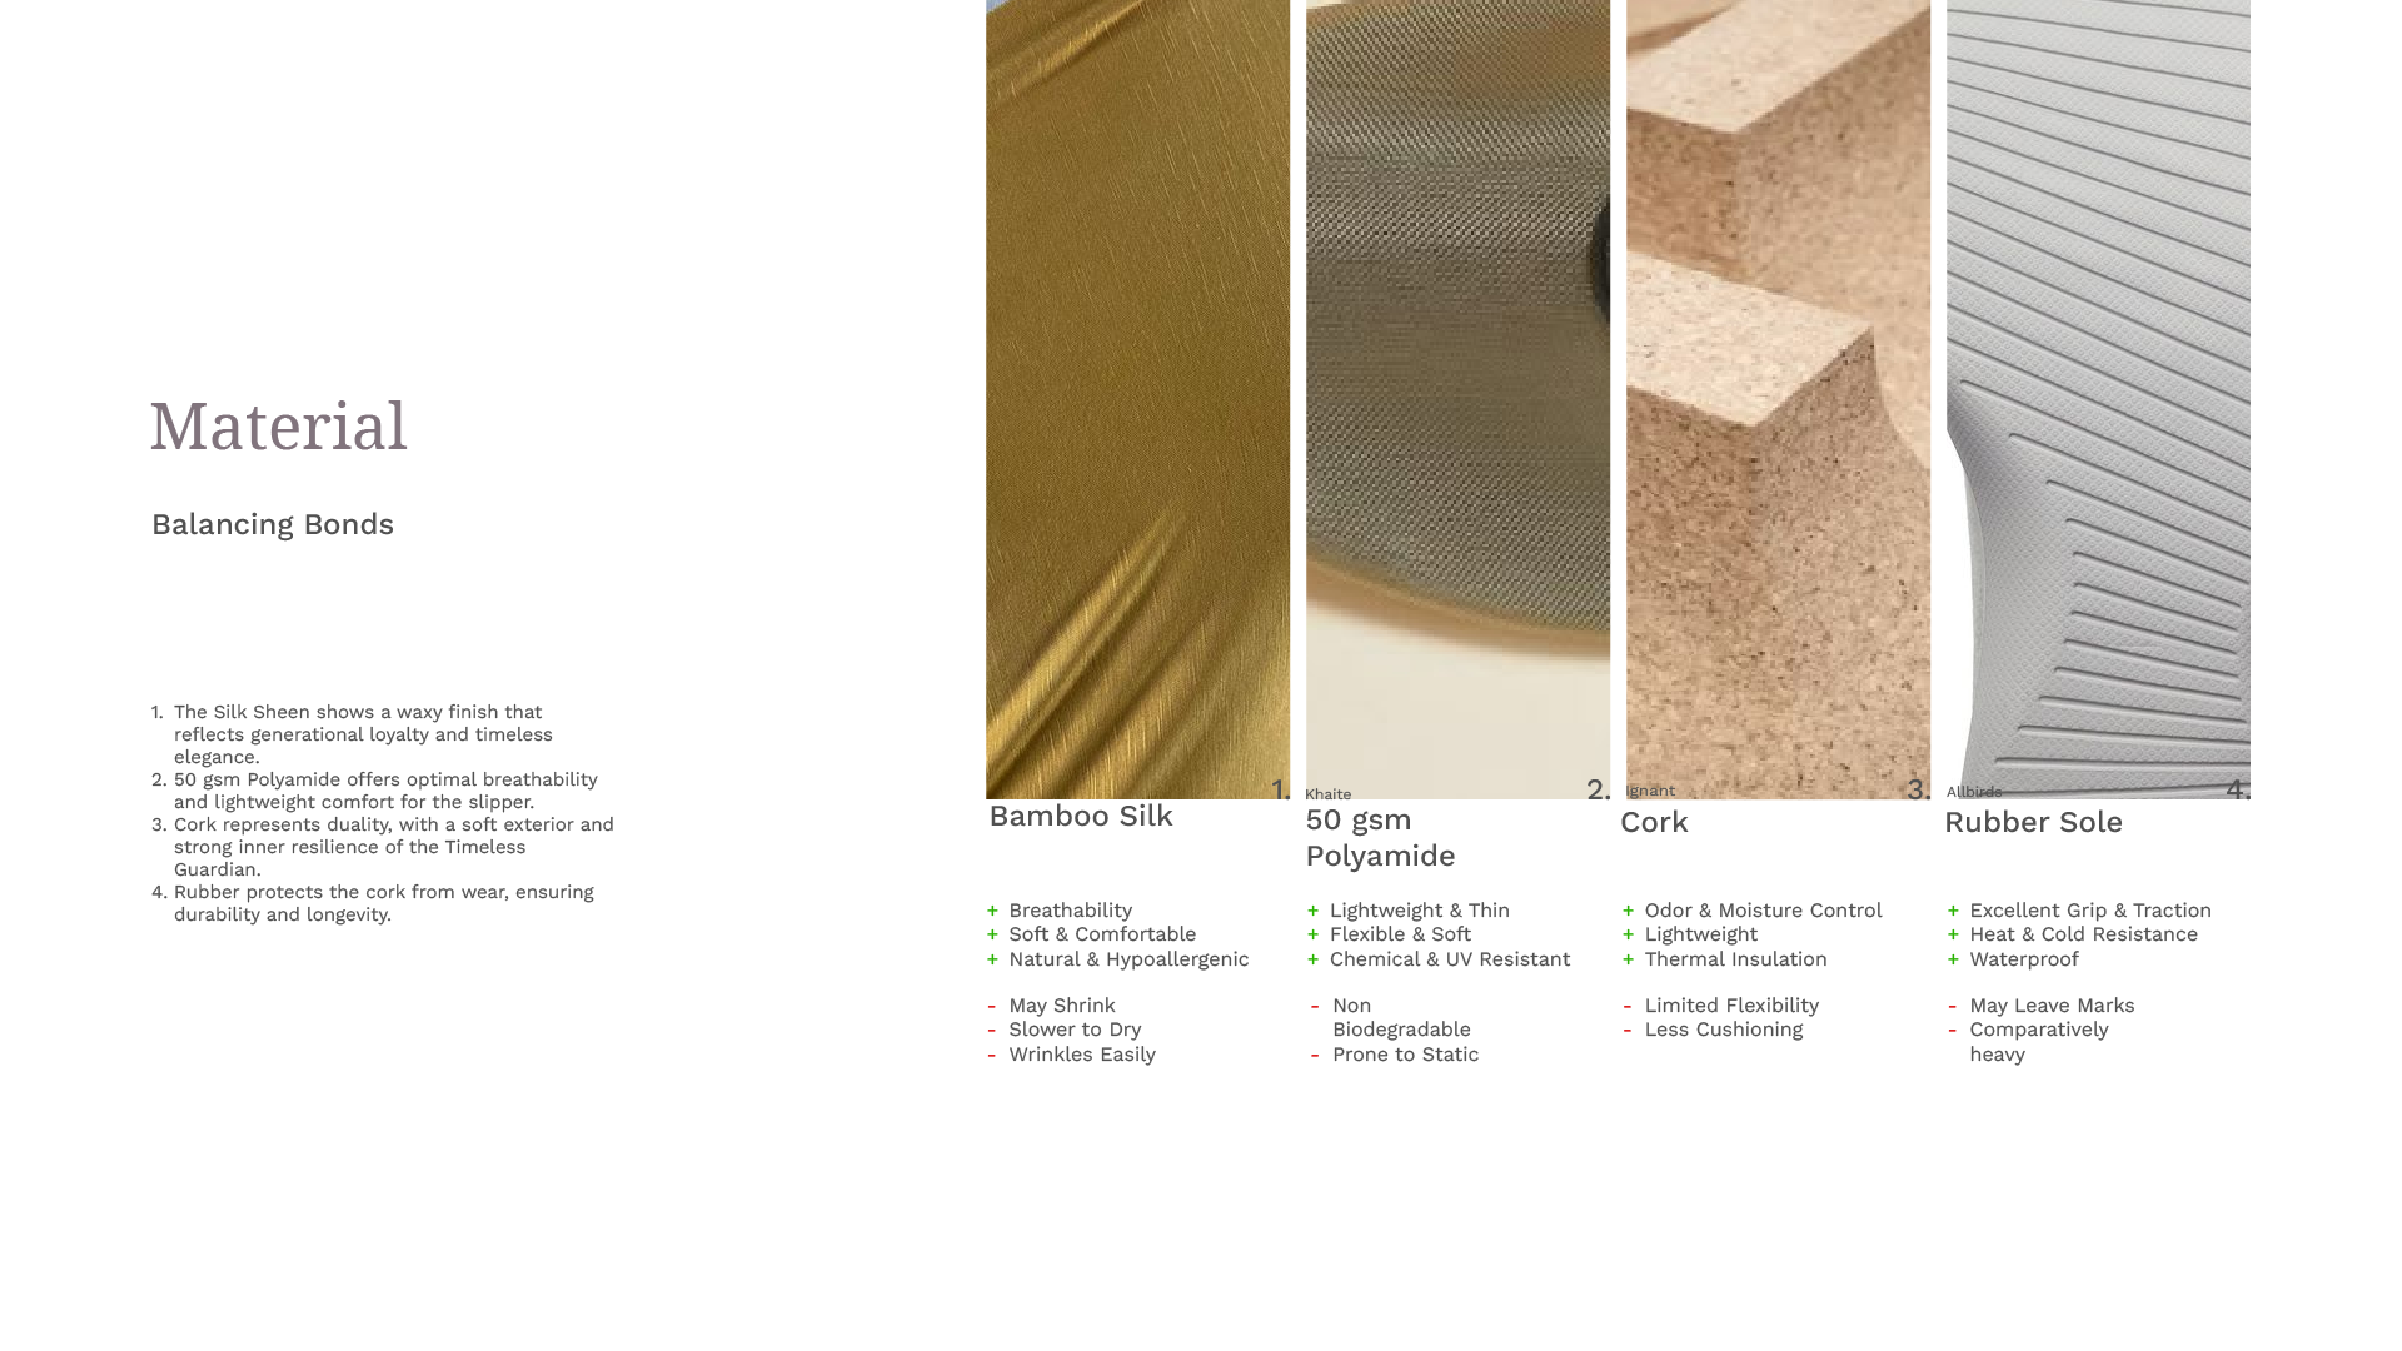 Material
Balancing Bonds
1. The Silk Sheen shows a waxy finish that
reflects generational loyalty and timeless
elegance.
2. 50 gsm Polyamide offers optimal breathability
and lightweight comfort for the slipper.
3. Cork represents duality, with a soft exterior and
strong inner resilience of the Timeless
Guardian.
4. Rubber protects the cork from wear, ensuring
durability and longevity.
1.
Bamboo Silk
+ Breathability
+ Soft & Comfortable
+ Natural & Hypoallergenic
- May Shrink
- Slower to Dry
- Wrinkles Easily
Khaite
2.
50 gsm
Polyamide
+ Lightweight & Thin
+ Flexible & Soft
+ Chemical & UV Resistant
- Non
Biodegradable
- Prone to Static
Ignant
3.
Cork
+ Odor & Moisture Control
+ Lightweight
+ Thermal Insulation
- Limited Flexibility
- Less Cushioning
Allbirds
4.
Rubber Sole
+ Excellent Grip & Traction
+ Heat & Cold Resistance
+ Waterproof
- May Leave Marks
- Comparatively
heavy